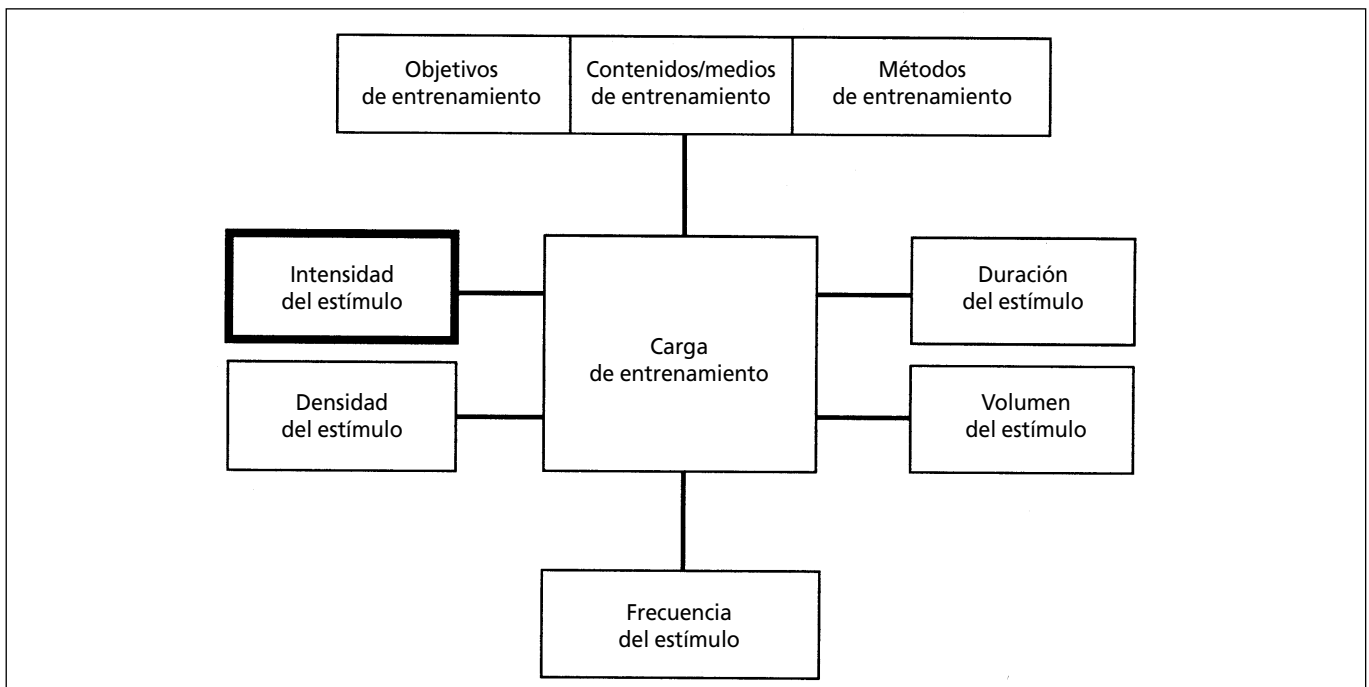 Objetivos
de entrenamiento
Contenidos/medios
de entrenamiento
Métodos
de entrenamiento
Intensidad
del estímulo
Carga
de entrenamiento
Duración
del estímulo
Densidad
del estímulo
Volumen
del estímulo
Frecuencia
del estímulo